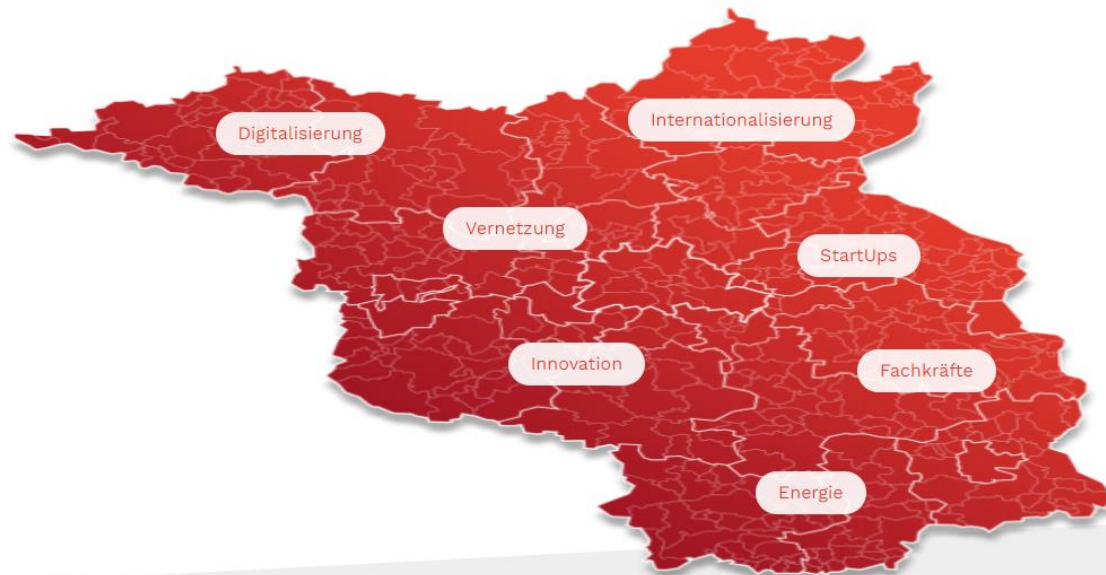 Internationalisierung
Digitalisierung
Vernetzung
StartUps
Innovation
Fachkräfte
Energie